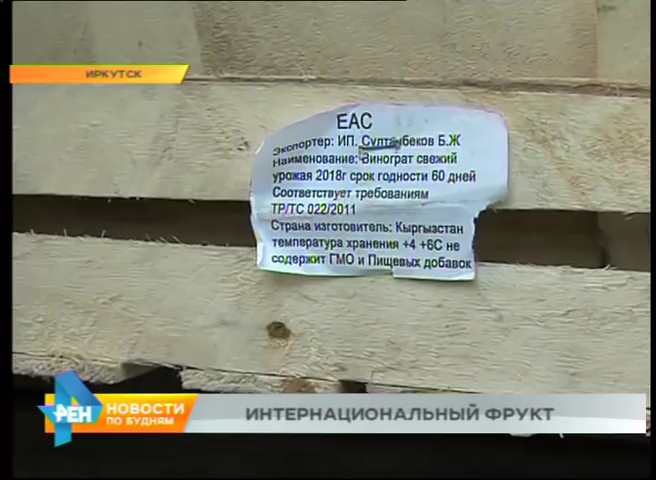 ИРКУТСК
ЕАС
Экспортер: ИП. Султанбеков Б.Ж
Наименование: Виноград свежий
урожая 2018г срок годности 60 дней
Соответствует требованиям
ТР/ТС 022/2011
Страна изготовитель: Кыргызстан
температура хранения +4 +6С не
содержит ГМО и Пищевых добавок
РЕН
НОВОСТИ
ПО БУДНЯМ
ИНТЕРНАЦИОНАЛЬНЫЙ ФРУКТ